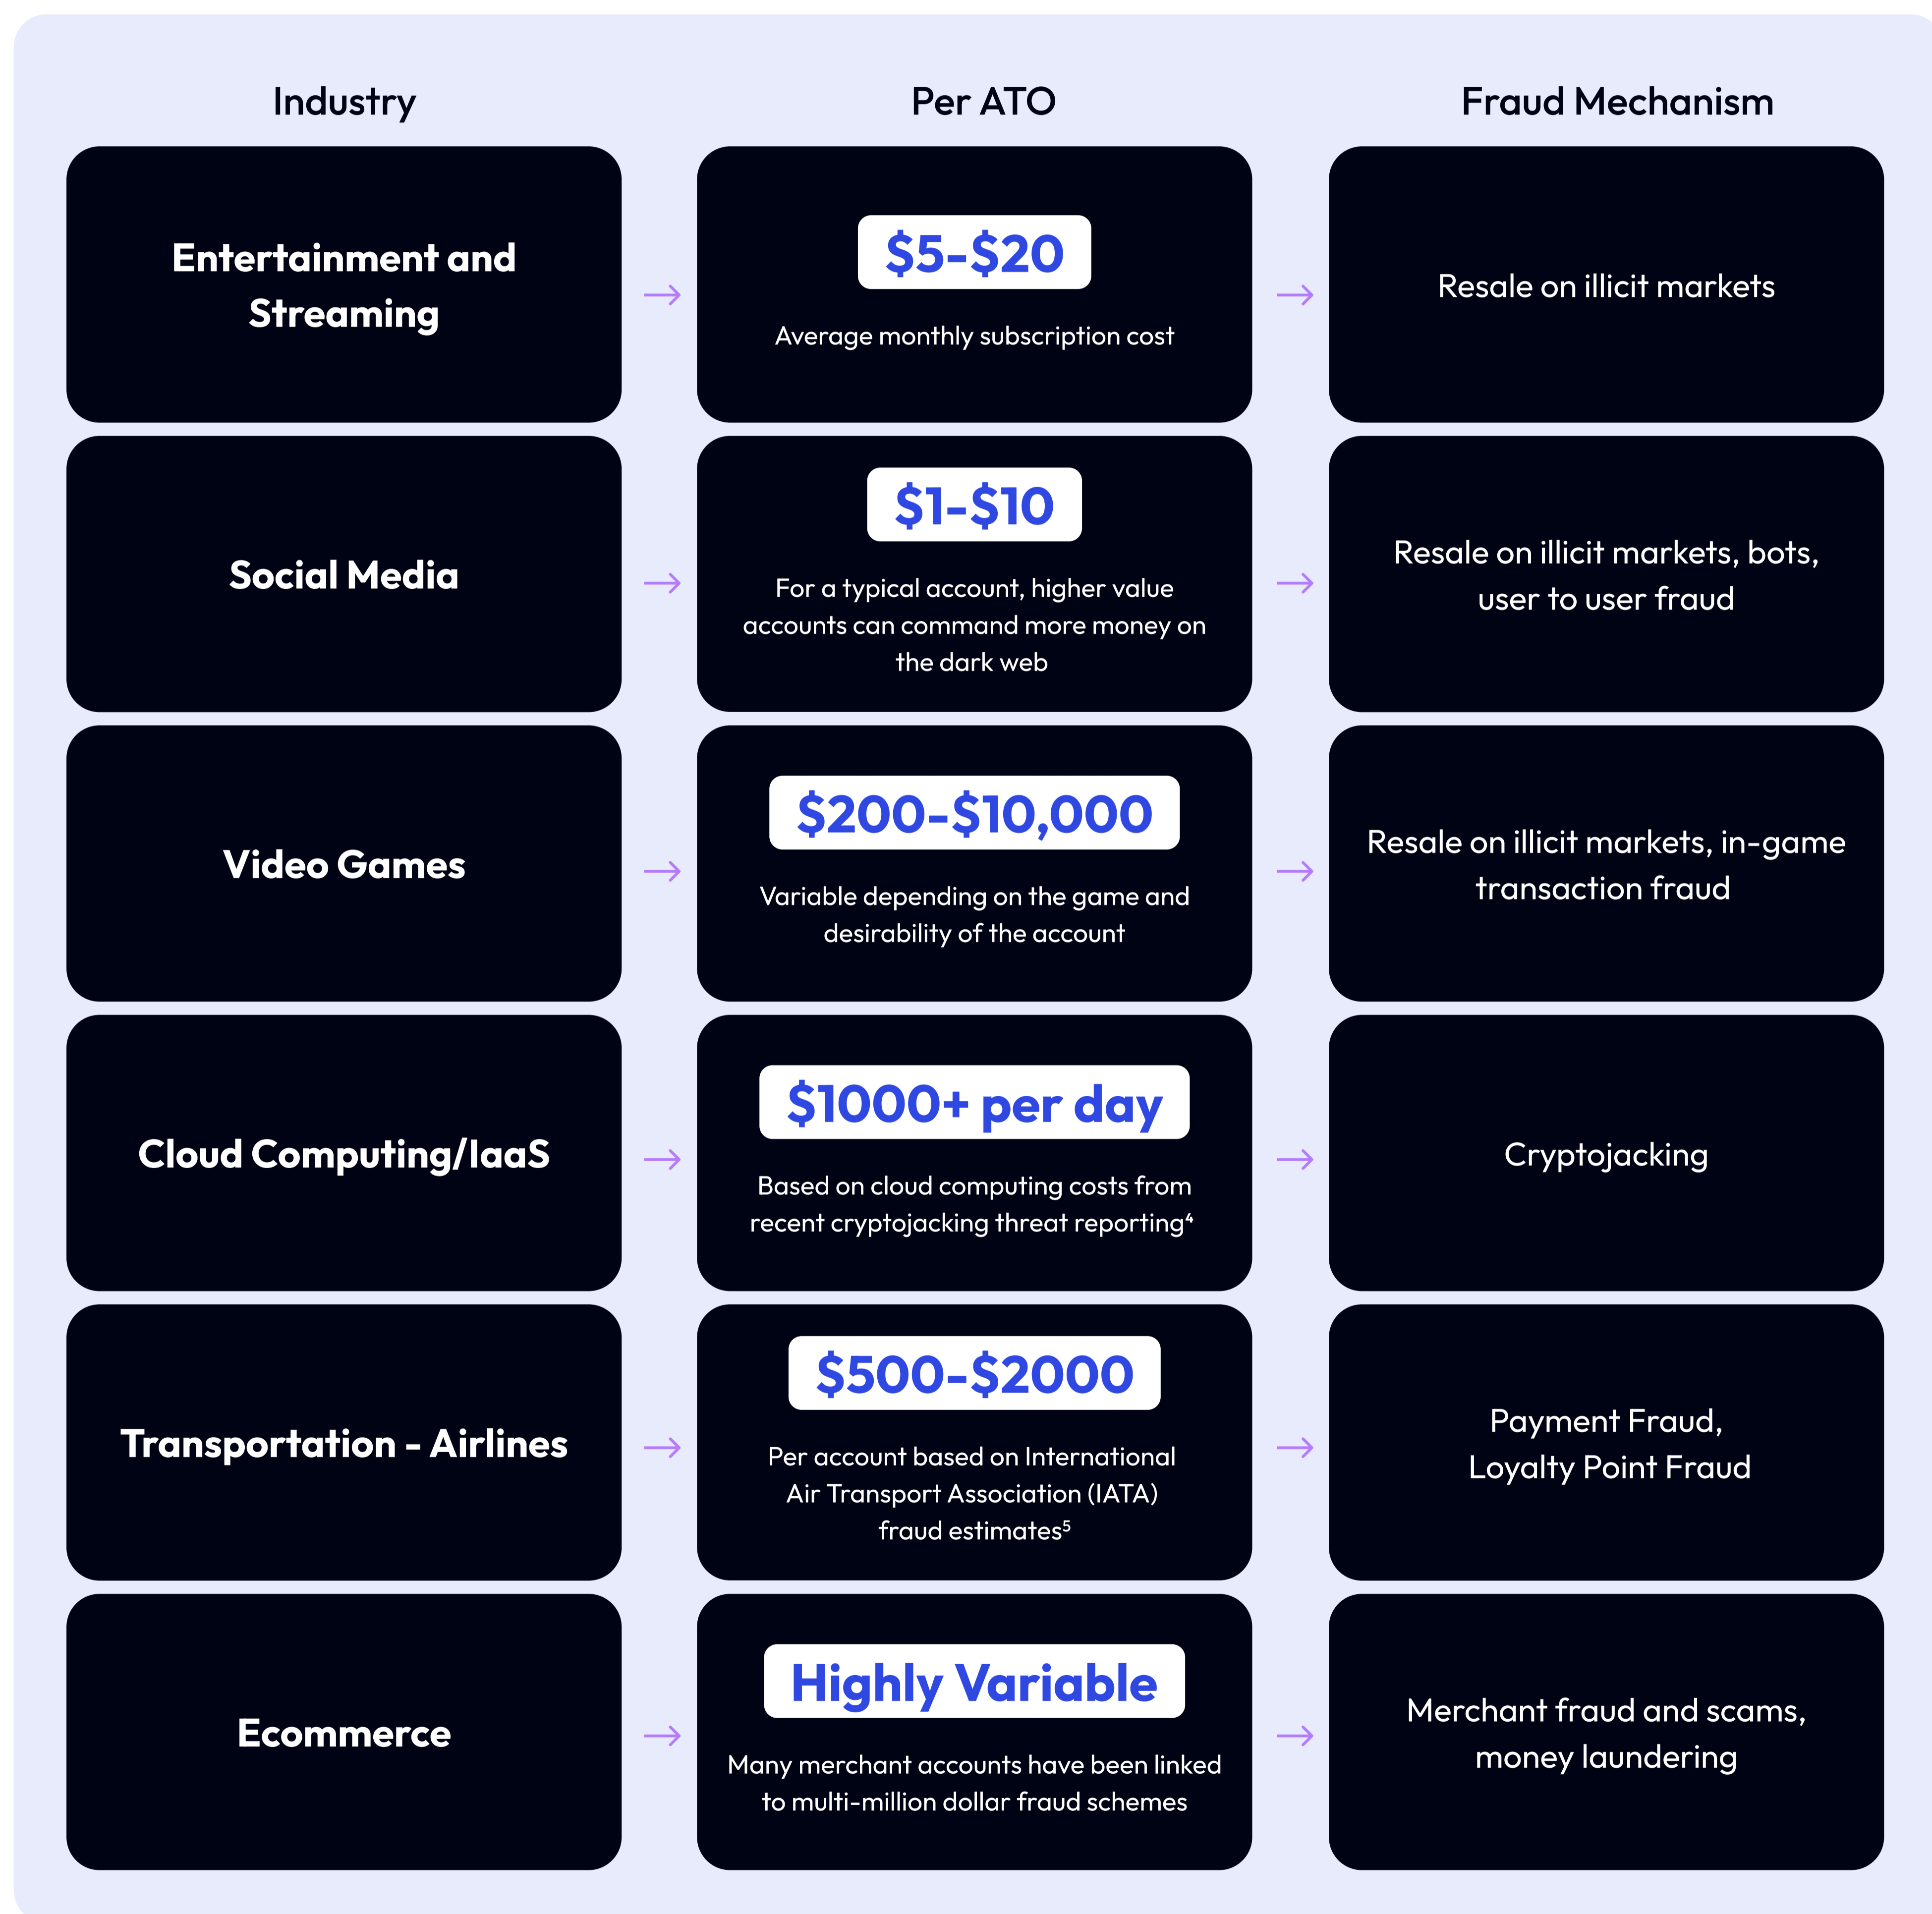 Industry
Per ATO
Fraud Mechanism
Entertainment and
Streaming
$5-$20
Average monthly subscription cost
Resale on illicit markets
Social Media
$1-$10
For a typical account, higher value
accounts can command more money on
the dark web
Resale on illicit markets, bots,
user to user fraud
Video Games
$200-$10,000
Variable depending on the game and
desirability of the account
Resale on illicit markets, in-game
transaction fraud
Cloud Computing/IaaS
$1000+ per day
Based on cloud computing costs from
recent cryptojacking threat reporting⁴
Cryptojacking
Transportation - Airlines
$500-$2000
Per account based on International
Air Transport Association (IATA)
fraud estimates⁵
Payment Fraud,
Loyalty Point Fraud
Ecommerce
Highly Variable
Many merchant accounts have been linked
to multi-million dollar fraud schemes
Merchant fraud and scams,
money laundering